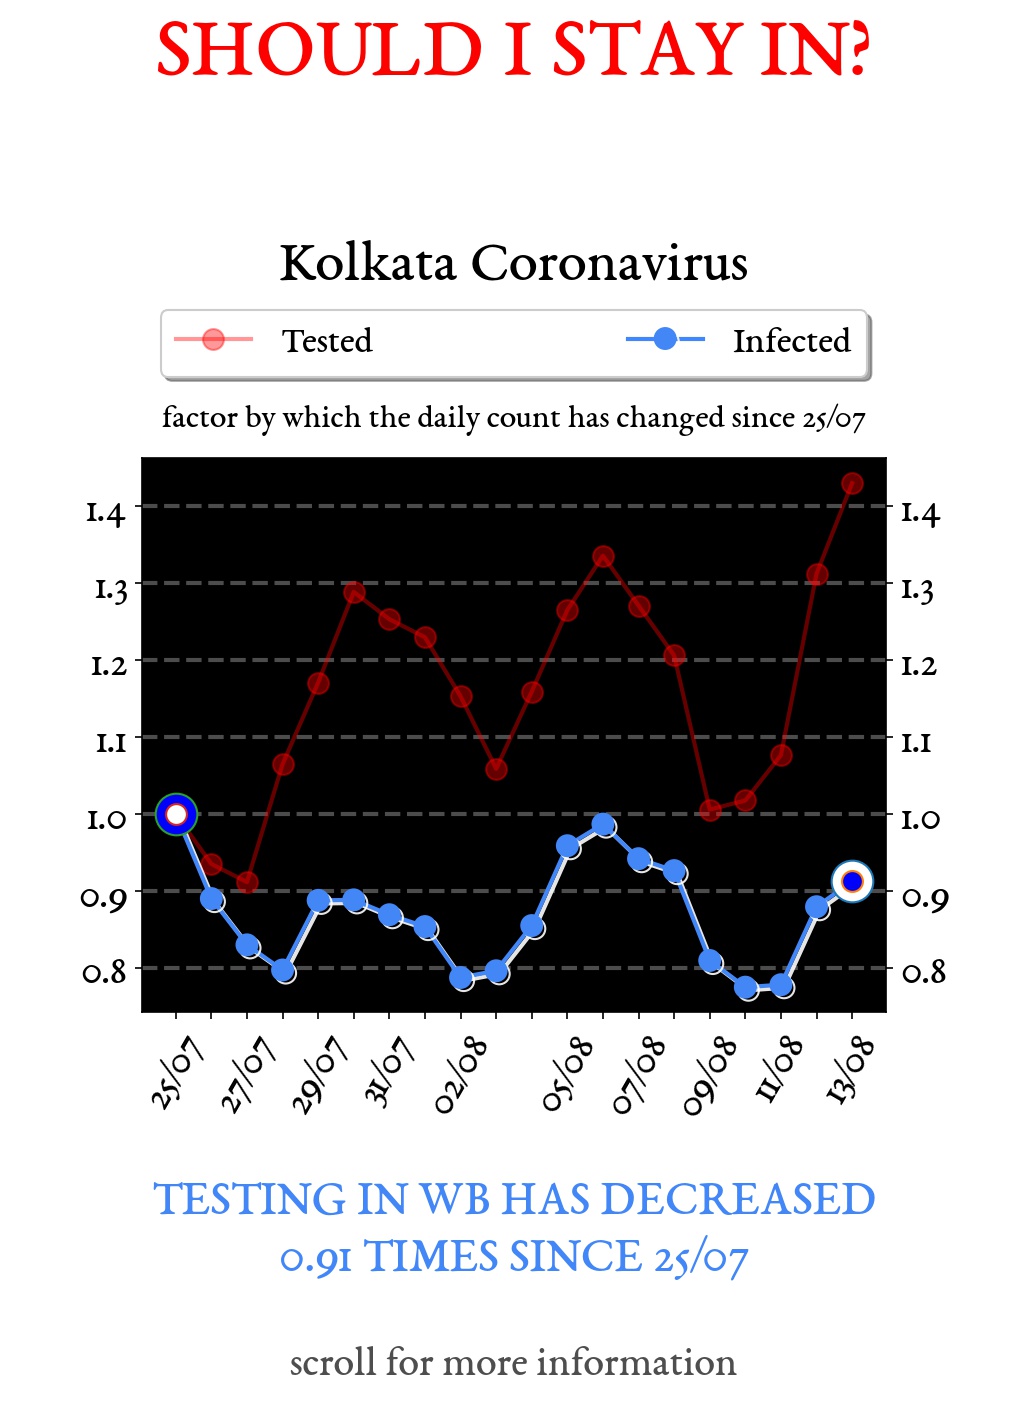 SHOULD I STAY IN?
Kolkata Coronavirus
Tested Infected
factor by which the daily count has changed since 25/07
1.4 1.4
1.3 1.3
1.2 1.2
1.1 1.1
1.0 1.0
0.9 0.9
0.8 0.8
25/07 27/07 29/07 31/07 02/08 05/08 07/08 09/08 11/08 13/08
TESTING IN WB HAS DECREASED
0.91 TIMES SINCE 25/07
scroll for more information